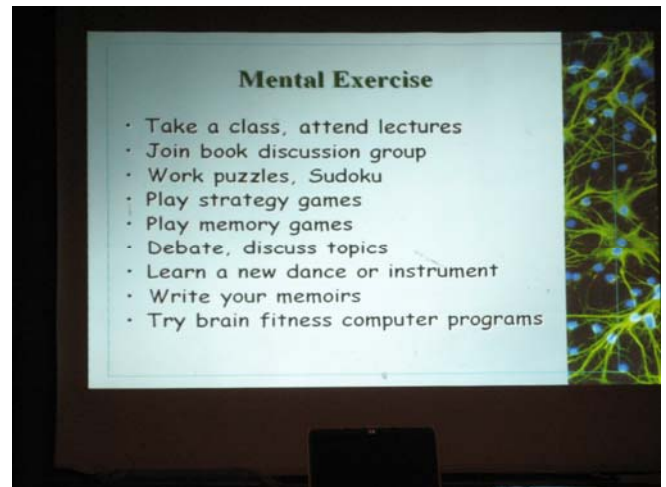 Mental Exercise
· Take a class, attend lectures
· Join book discussion group
· Work puzzles, Sudoku
· Play strategy games
· Play memory games
· Debate, discuss topics
· Learn a new dance or instrument
· Write your memoirs
· Try brain fitness computer programs